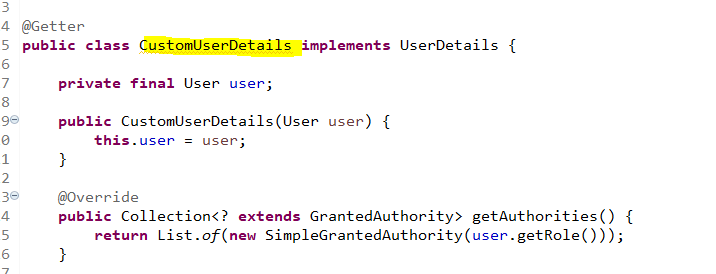 3
4 @Getter
5 public class CustomUserDetails implements UserDetails {
6
7 private final User user;
8
9 public CustomUserDetails(User user) {
0 this.user = user;
1 }
2
3 @Override
4 public Collection<? extends GrantedAuthority> getAuthorities() {
5 return List.of(new SimpleGrantedAuthority(user.getRole()));
6 }
7